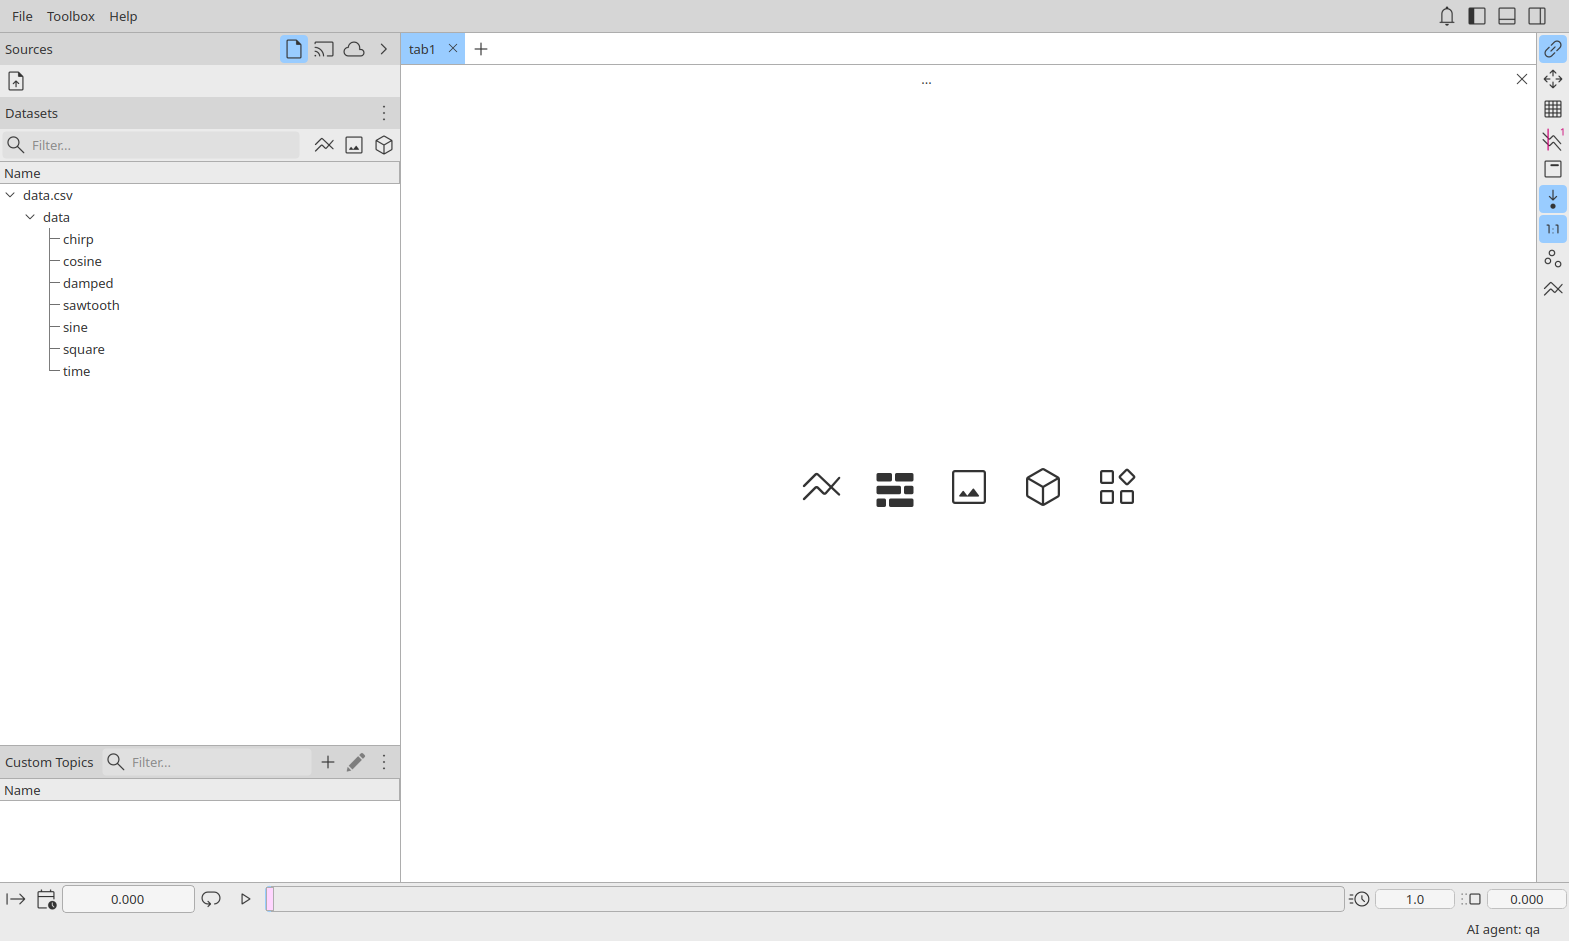 File Toolbox Help
Sources
tab1
...
Datasets
Filter...
Name
data.csv
data
chirp
cosine
damped
sawtooth
sine
square
time
1
1:1
Custom Topics
Filter...
Name
0.000
1.0
0.000
AI agent: qa